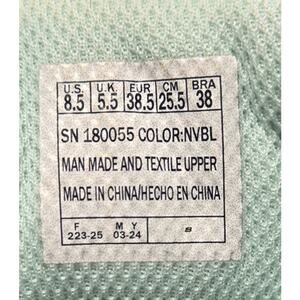 U.S. U.K. EUR CM BRA
8.5 5.5 38.5 25.5 38
SN 180055 COLOR:NVBL
MAN MADE AND TEXTILE UPPER
MADE IN CHINA/HECHO EN CHINA
F M Y
223-25 03-24 S